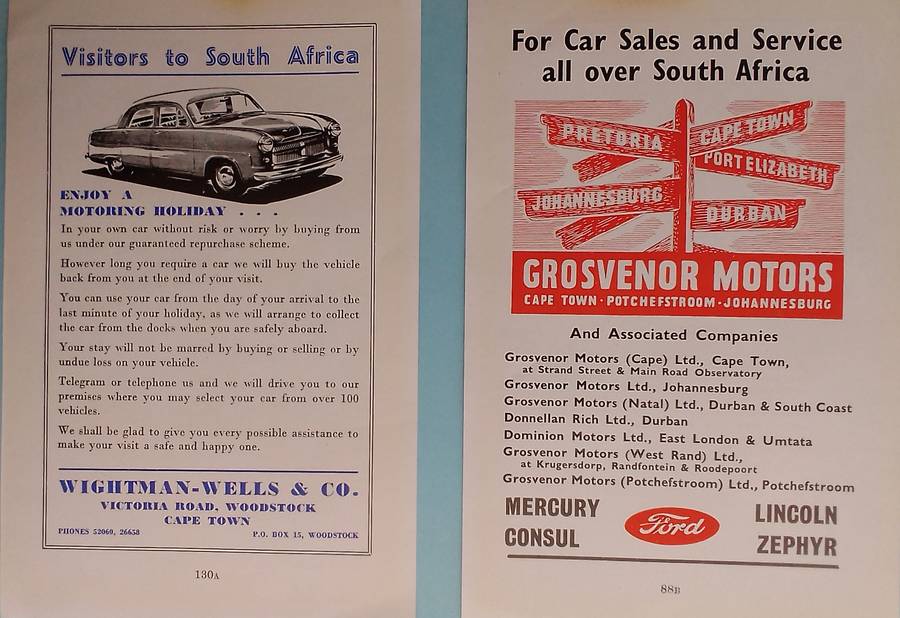 Visitors to South Africa
ENJOY A
MOTORING HOLIDAY . . .
In your own car without risk or worry by buying from
us under our guaranteed repurchase scheme.
However long you require a car we will buy the vehicle
back from you at the end of your visit.
You can use your car from the day of your arrival to the
last minute of your holiday, as we will arrange to collect
the car from the docks when you are safely aboard.
Your stay will not be marred by buying or selling or by
undue loss on your vehicle.
Telegram or telephone us and we will drive you to our
premises where you may select your car from over 100
vehicles.
We shall be glad to give you every possible assistance to
make your visit a safe and happy one.
WIGHTMAN-WELLS & CO.
VICTORIA ROAD, WOODSTOCK
CAPE TOWN
PHONES 52060, 26658 P.O. BOX 15, WOODSTOCK
130A
For Car Sales and Service
all over South Africa
PRETORIA
CAPE TOWN
PORT ELIZABETH
JOHANNESBURG
DURBAN
GROSVENOR MOTORS
CAPE TOWN · POTCHEFSTROOM · JOHANNESBURG
And Associated Companies
Grosvenor Motors (Cape) Ltd., Cape Town,
at Strand Street & Main Road Observatory
Grosvenor Motors Ltd., Johannesburg
Grosvenor Motors (Natal) Ltd., Durban & South Coast
Donnellan Rich Ltd., Durban
Dominion Motors Ltd., East London & Umtata
Grosvenor Motors (West Rand) Ltd.,
at Krugersdorp, Randfontein & Roodepoort
Grosvenor Motors (Potchefstroom) Ltd., Potchefstroom
MERCURY
CONSUL
Ford
LINCOLN
ZEPHYR
88B